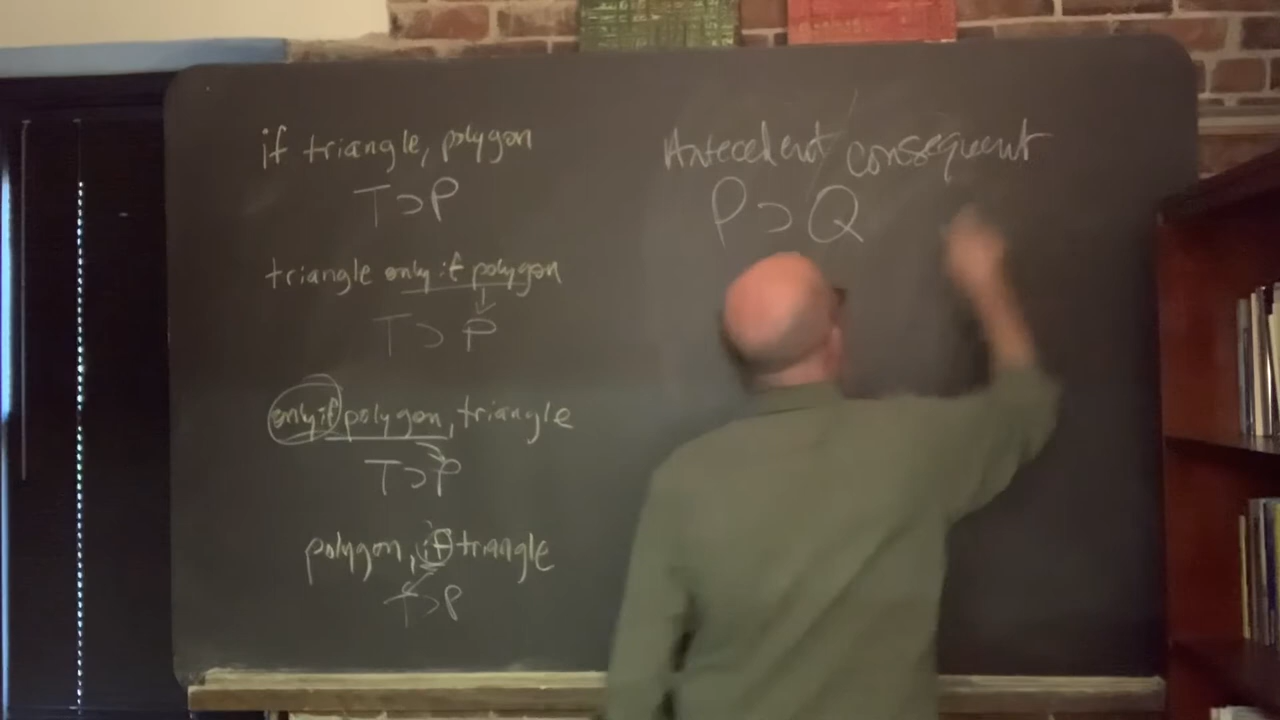 if triangle, polygon
T ⊃ P
triangle only if polygon
T ⊃ P
only if polygon, triangle
T ⊃ P
polygon, if triangle
T ⊃ P
Antecedent / consequent
P ⊃ Q